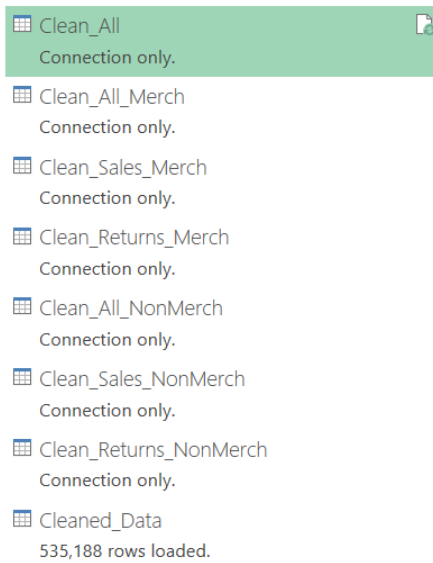 Clean_All
Connection only.
Clean_All_Merch
Connection only.
Clean_Sales_Merch
Connection only.
Clean_Returns_Merch
Connection only.
Clean_All_NonMerch
Connection only.
Clean_Sales_NonMerch
Connection only.
Clean_Returns_NonMerch
Connection only.
Cleaned_Data
535,188 rows loaded.